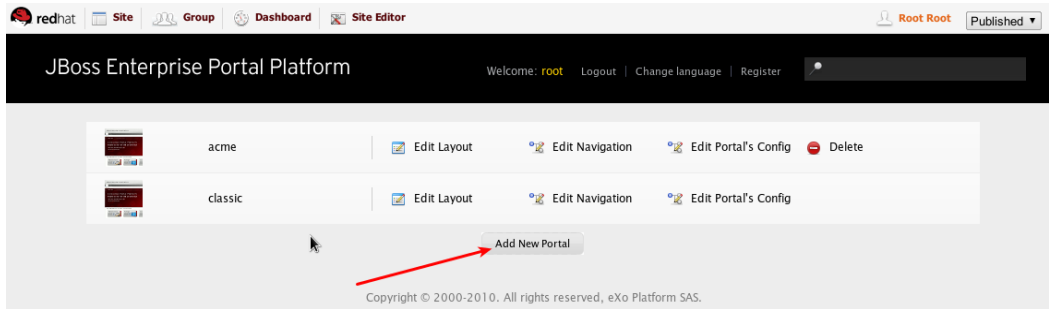 redhat Site Group Dashboard Site Editor Root Root Published
JBoss Enterprise Portal Platform Welcome: root Logout | Change language | Register
acme Edit Layout Edit Navigation Edit Portal's Config Delete
classic Edit Layout Edit Navigation Edit Portal's Config
Add New Portal
Copyright © 2000-2010. All rights reserved, eXo Platform SAS.